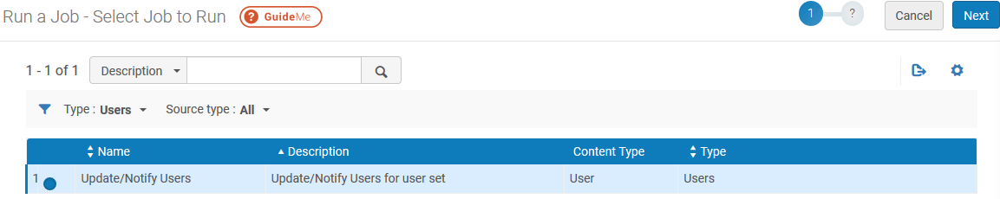 Run a Job - Select Job to Run ? GuideMe 1 ? Cancel Next
1 - 1 of 1 Description
Type : Users Source type : All
Name Description Content Type Type
1 Update/Notify Users Update/Notify Users for user set User Users